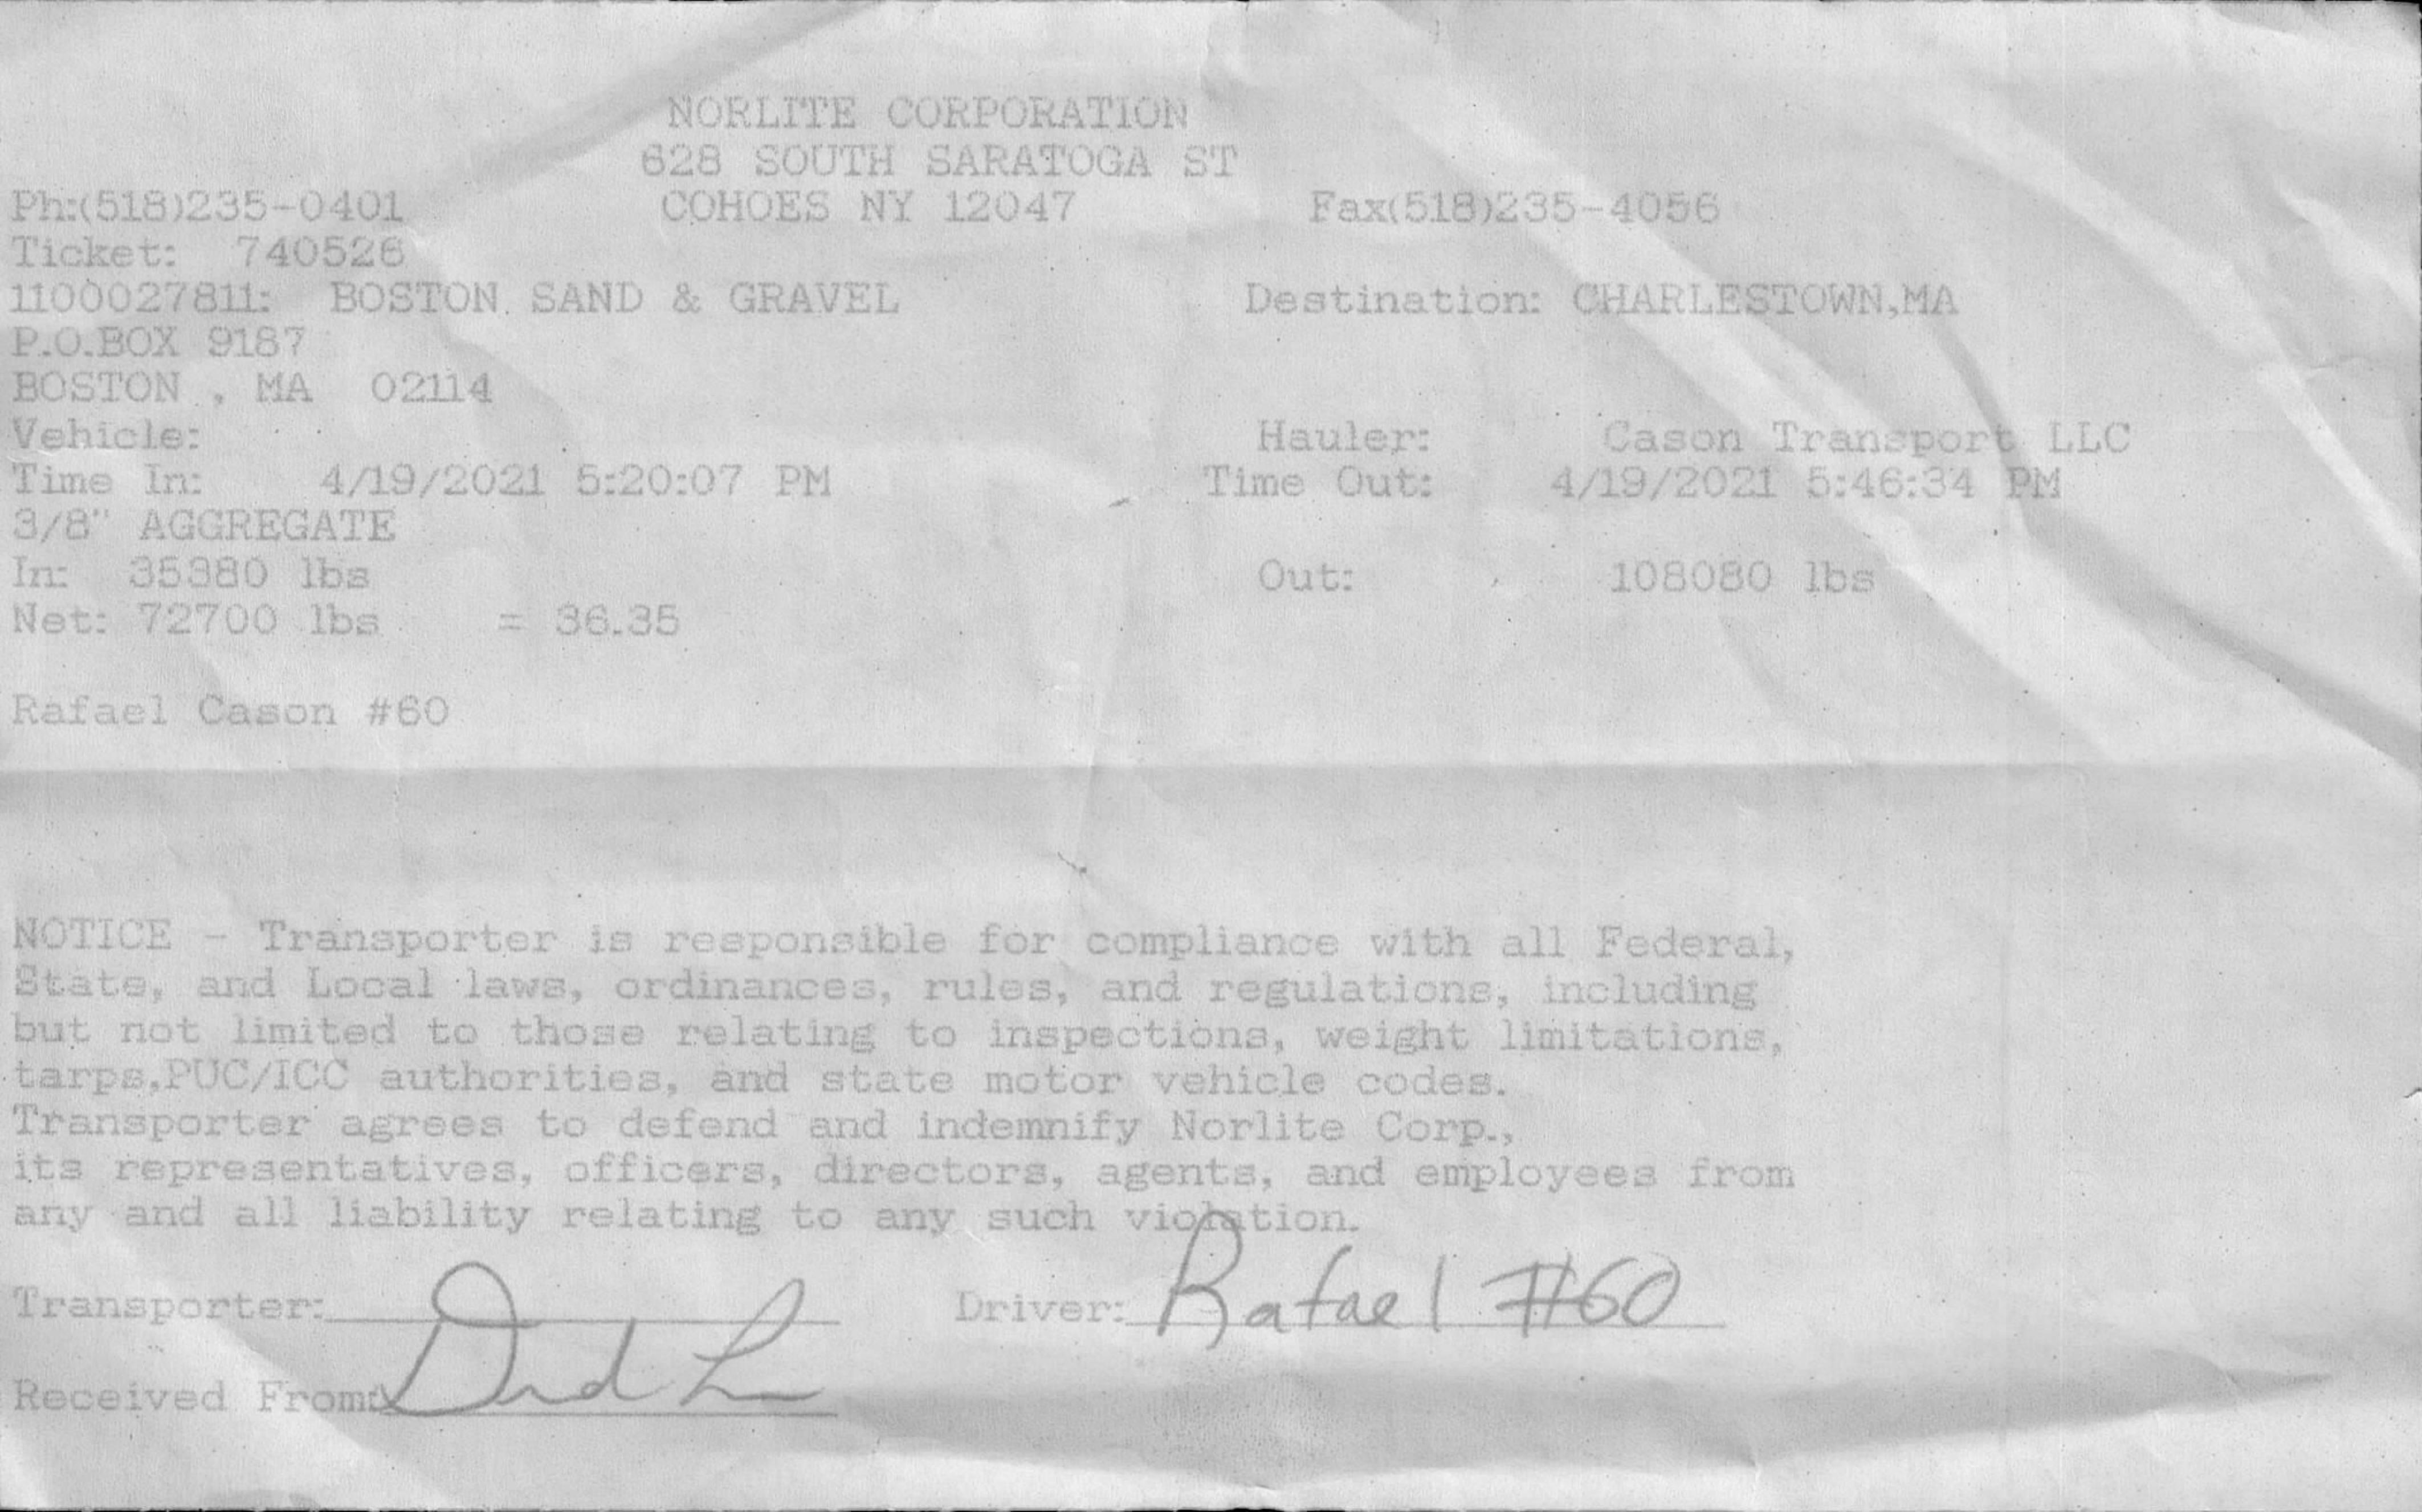 NORLITE CORPORATION
628 SOUTH SARATOGA ST
Ph:(518)235-0401 COHOES NY 12047 Fax(518)235-4056
Ticket: 740526
1100027811: BOSTON SAND & GRAVEL Destination: CHARLESTOWN,MA
P.O.BOX 9187
BOSTON , MA 02114
Vehicle: Hauler: Cason Transport LLC
Time In: 4/19/2021 5:20:07 PM Time Out: 4/19/2021 5:46:34 PM
3/8" AGGREGATE
In: 35380 lbs Out: 108080 lbs
Net: 72700 lbs = 36.35
Rafael Cason #60
NOTICE - Transporter is responsible for compliance with all Federal,
State, and Local laws, ordinances, rules, and regulations, including
but not limited to those relating to inspections, weight limitations,
tarps,PUC/ICC authorities, and state motor vehicle codes.
Transporter agrees to defend and indemnify Norlite Corp.,
its representatives, officers, directors, agents, and employees from
any and all liability relating to any such violation.
Transporter: Driver: Rafael #60
Received From: